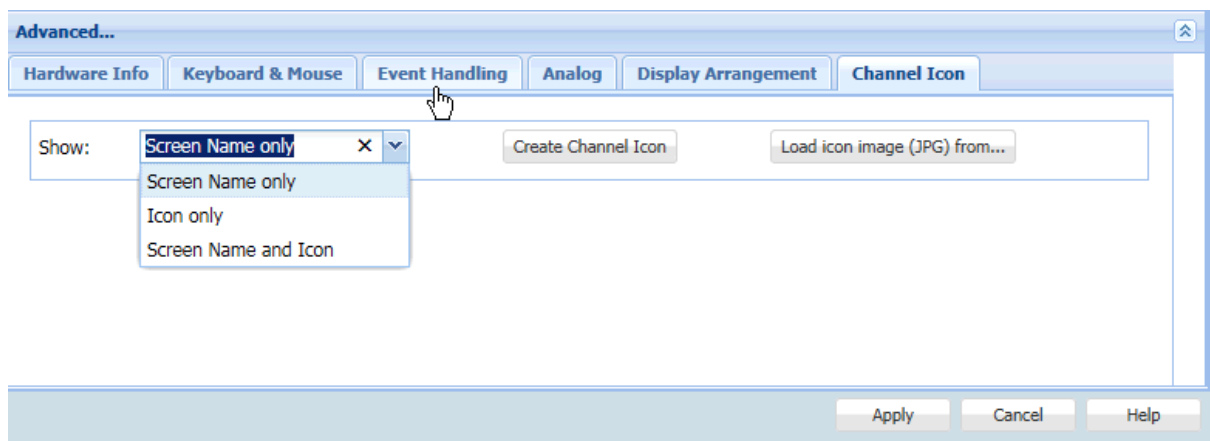 Advanced...
Hardware Info Keyboard & Mouse Event Handling Analog Display Arrangement Channel Icon
Show: Screen Name only Create Channel Icon Load icon image (JPG) from...
Screen Name only
Icon only
Screen Name and Icon
Apply Cancel Help